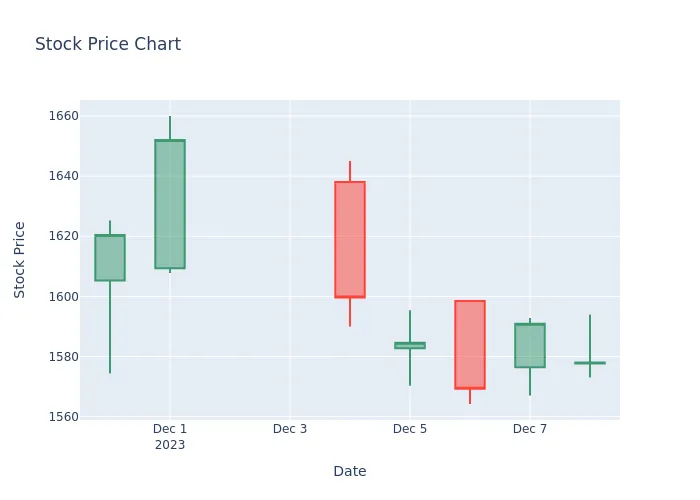 Stock Price Chart
1660
1640
1620
1600
1580
1560
Stock Price
Dec 1
2023
Dec 3
Dec 5
Dec 7
Date